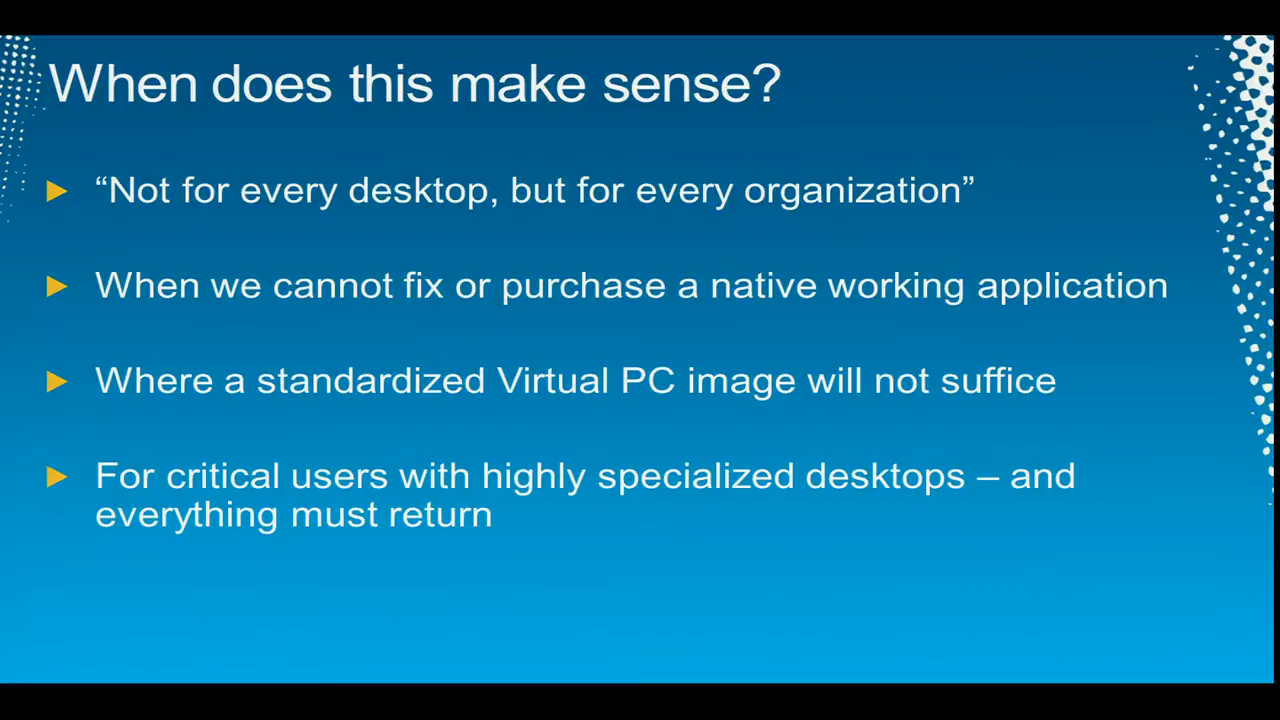 When does this make sense?
“Not for every desktop, but for every organization”
When we cannot fix or purchase a native working application
Where a standardized Virtual PC image will not suffice
For critical users with highly specialized desktops – and
everything must return